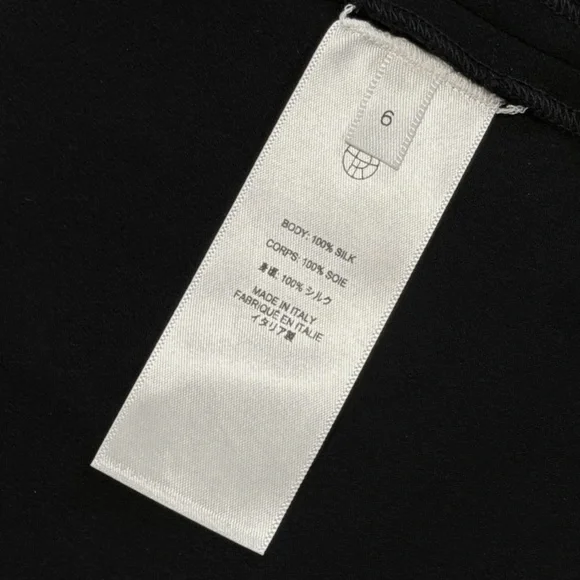 6
BODY: 100% SILK
CORPS: 100% SOIE
身頃: 100% シルク
MADE IN ITALY
FABRIQUÉ EN ITALIE
イタリア製